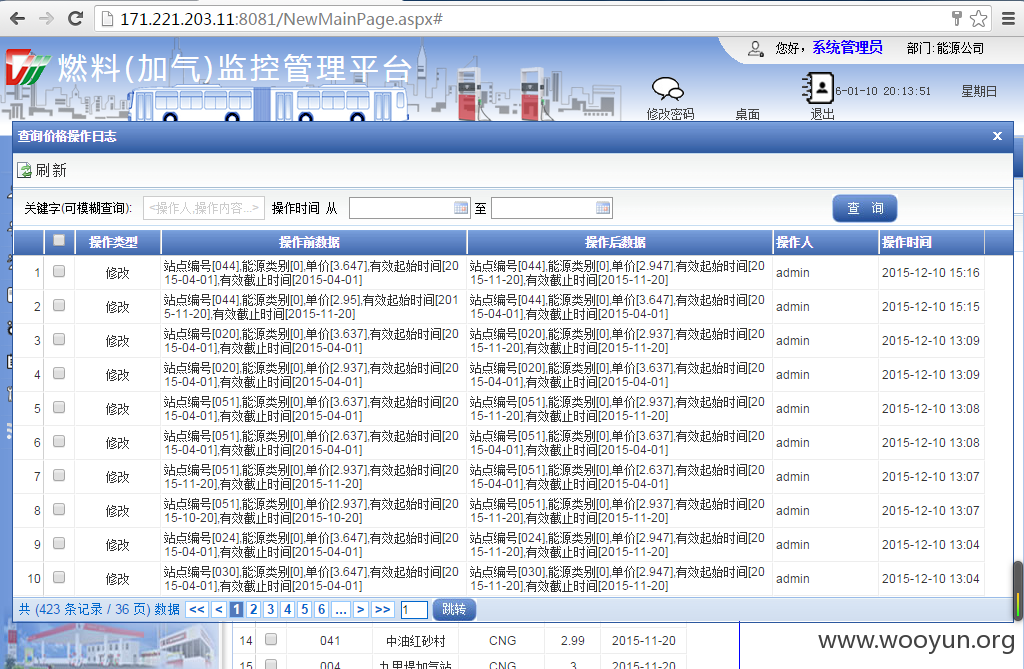 171.221.203.11:8081/NewMainPage.aspx#
燃料(加气)监控管理平台
您好，系统管理员 部门:能源公司
修改密码 桌面 退出 6-01-10 20:13:51 星期日
查询价格操作日志 x
刷新
关键字(可模糊查询): <操作人,操作内容...> 操作时间 从 至 查 询
操作类型 操作前数据 操作后数据 操作人 操作时间
1 修改 站点编号[044],能源类别[0],单价[3.647],有效起始时间[2015-04-01],有效截止时间[2015-04-01] 站点编号[044],能源类别[0],单价[2.947],有效起始时间[2015-11-20],有效截止时间[2015-11-20] admin 2015-12-10 15:16
2 修改 站点编号[044],能源类别[0],单价[2.95],有效起始时间[2015-11-20],有效截止时间[2015-11-20] 站点编号[044],能源类别[0],单价[3.647],有效起始时间[2015-04-01],有效截止时间[2015-04-01] admin 2015-12-10 15:15
3 修改 站点编号[020],能源类别[0],单价[3.637],有效起始时间[2015-04-01],有效截止时间[2015-04-01] 站点编号[020],能源类别[0],单价[2.937],有效起始时间[2015-11-20],有效截止时间[2015-11-20] admin 2015-12-10 13:09
4 修改 站点编号[020],能源类别[0],单价[2.937],有效起始时间[2015-04-01],有效截止时间[2015-04-01] 站点编号[020],能源类别[0],单价[3.637],有效起始时间[2015-04-01],有效截止时间[2015-04-01] admin 2015-12-10 13:09
5 修改 站点编号[051],能源类别[0],单价[3.637],有效起始时间[2015-04-01],有效截止时间[2015-04-01] 站点编号[051],能源类别[0],单价[2.937],有效起始时间[2015-11-20],有效截止时间[2015-11-20] admin 2015-12-10 13:08
6 修改 站点编号[051],能源类别[0],单价[2.637],有效起始时间[2015-04-01],有效截止时间[2015-04-01] 站点编号[051],能源类别[0],单价[3.637],有效起始时间[2015-04-01],有效截止时间[2015-04-01] admin 2015-12-10 13:08
7 修改 站点编号[051],能源类别[0],单价[2.937],有效起始时间[2015-11-20],有效截止时间[2015-11-20] 站点编号[051],能源类别[0],单价[2.637],有效起始时间[2015-04-01],有效截止时间[2015-04-01] admin 2015-12-10 13:07
8 修改 站点编号[051],能源类别[0],单价[2.937],有效起始时间[2015-10-20],有效截止时间[2015-10-20] 站点编号[051],能源类别[0],单价[2.937],有效起始时间[2015-11-20],有效截止时间[2015-11-20] admin 2015-12-10 13:07
9 修改 站点编号[024],能源类别[0],单价[3.647],有效起始时间[2015-04-01],有效截止时间[2015-04-01] 站点编号[024],能源类别[0],单价[2.947],有效起始时间[2015-11-20],有效截止时间[2015-11-20] admin 2015-12-10 13:04
10 修改 站点编号[030],能源类别[0],单价[3.647],有效起始时间[2015-04-01],有效截止时间[2015-04-01] 站点编号[030],能源类别[0],单价[2.947],有效起始时间[2015-11-20],有效截止时间[2015-11-20] admin 2015-12-10 13:04
共 (423 条记录 / 36 页) 数据 << < 1 2 3 4 5 6 ... > >> 1 跳转
14 041 中油红砂村 CNG 2.99 2015-11-20
15 004 九里堤加气站 CNG 3 2015-11-20
www.wooyun.org